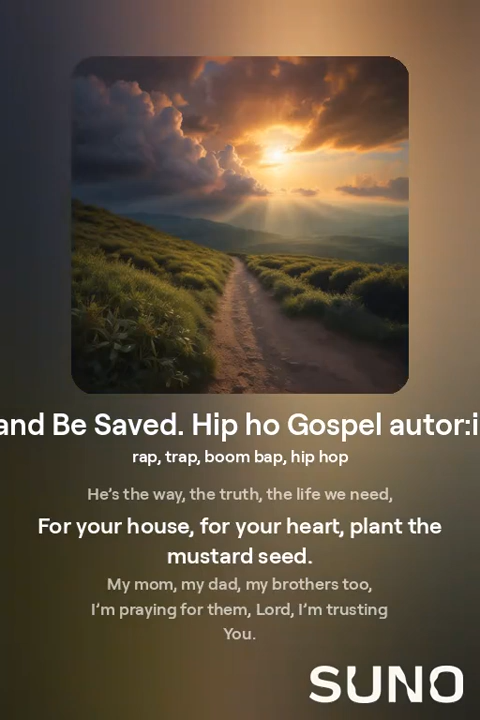 and Be Saved. Hip ho Gospel autor:i
rap, trap, boom bap, hip hop
He's the way, the truth, the life we need,
For your house, for your heart, plant the
mustard seed.
My mom, my dad, my brothers too,
I'm praying for them, Lord, I'm trusting
You.
SUNO